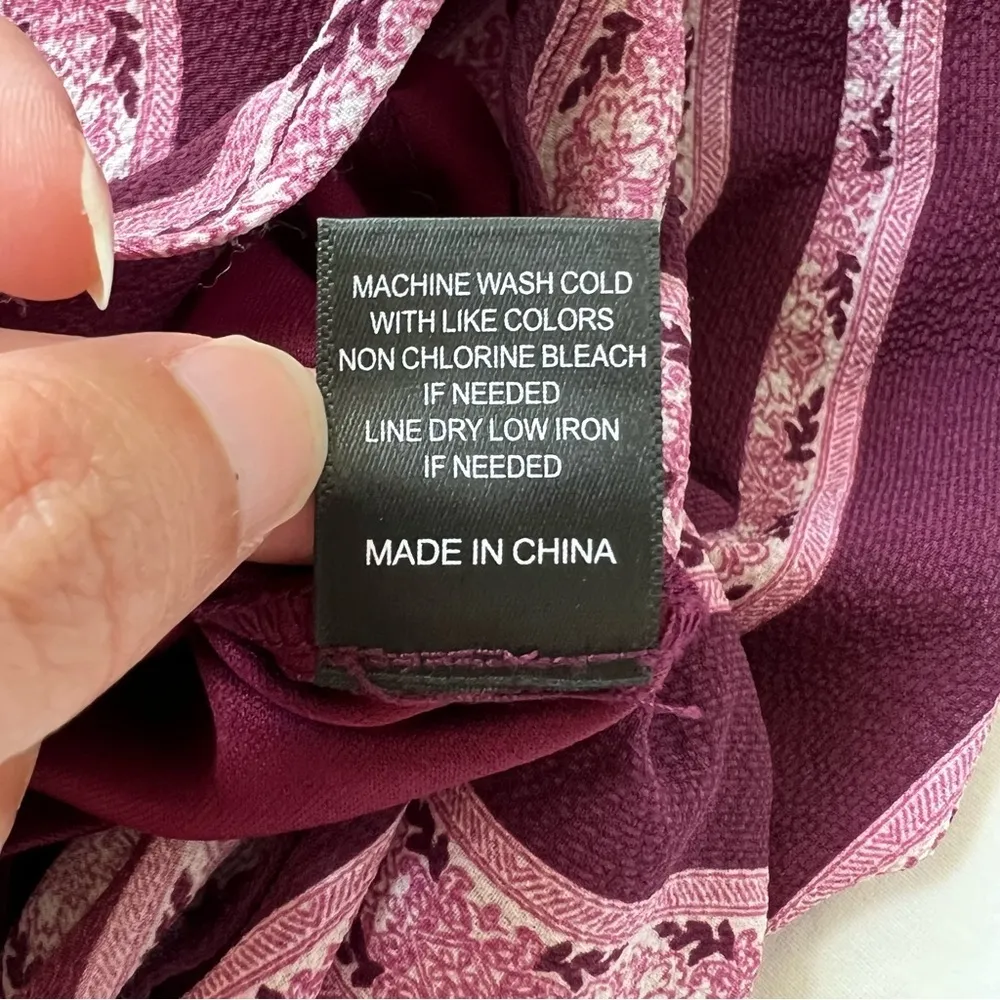 MACHINE WASH COLD
WITH LIKE COLORS
NON CHLORINE BLEACH
IF NEEDED
LINE DRY LOW IRON
IF NEEDED
MADE IN CHINA